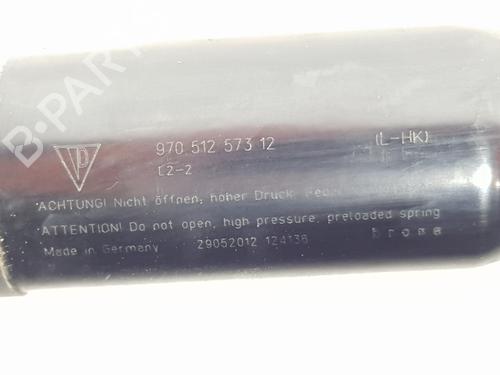 970 512 573 12 (L-HK)
C2-2
ACHTUNG! Nicht öffnen, hoher Druck,
ATTENTION! Do not open, high pressure, preloaded spring
Made in Germany 29052012 124136 brose
B-Parts